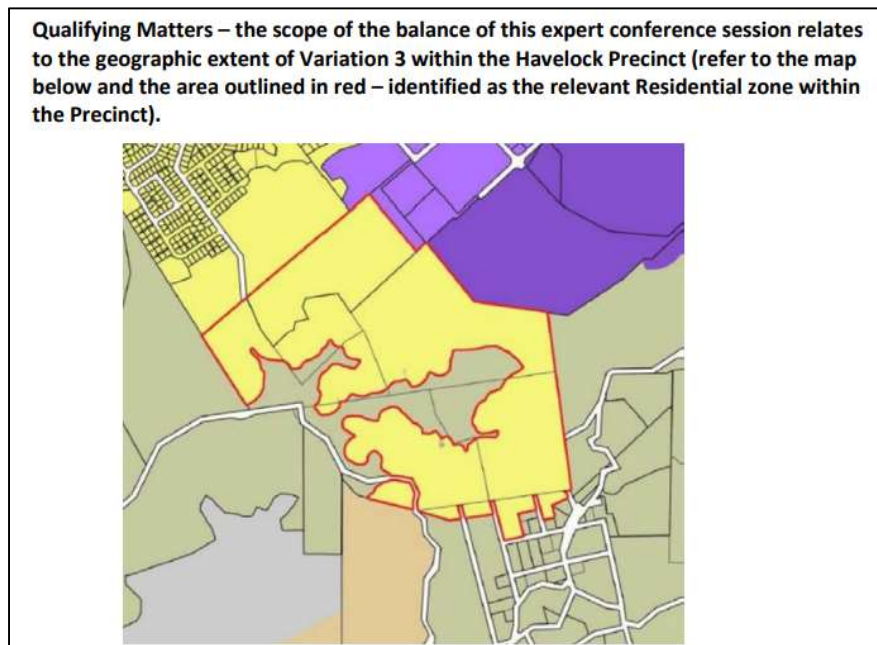 Qualifying Matters – the scope of the balance of this expert conference session relates
to the geographic extent of Variation 3 within the Havelock Precinct (refer to the map
below and the area outlined in red – identified as the relevant Residential zone within
the Precinct).